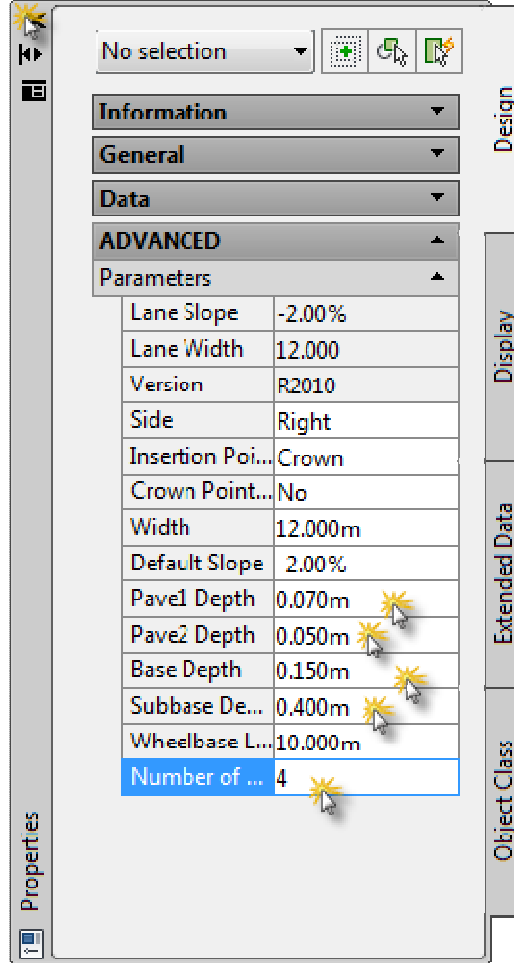 No selection
Information
General
Data
ADVANCED
Parameters
Lane Slope -2.00%
Lane Width 12.000
Version R2010
Side Right
Insertion Poi... Crown
Crown Point... No
Width 12.000m
Default Slope -2.00%
Pave1 Depth 0.070m
Pave2 Depth 0.050m
Base Depth 0.150m
Subbase De... 0.400m
Wheelbase L... 10.000m
Number of ... 4
Design
Display
Extended Data
Object Class
Properties